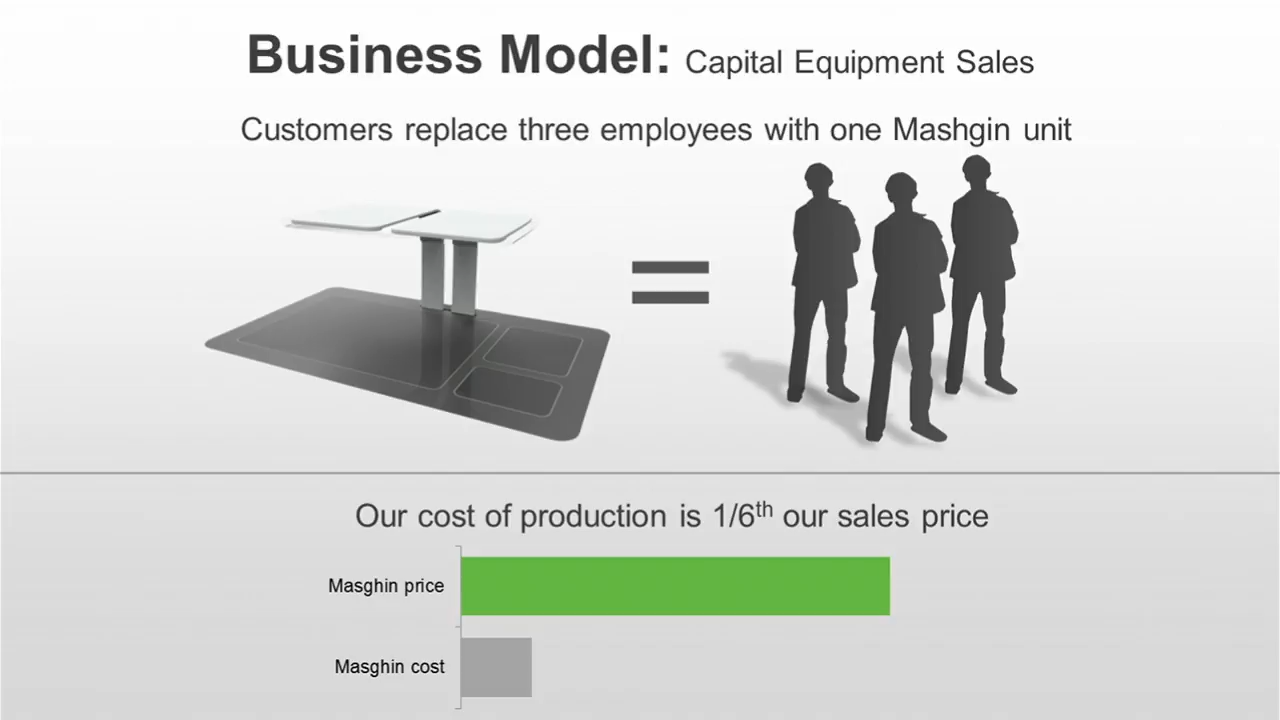 Business Model: Capital Equipment Sales
Customers replace three employees with one Mashgin unit
Our cost of production is 1/6th our sales price
Masghin price
Masghin cost